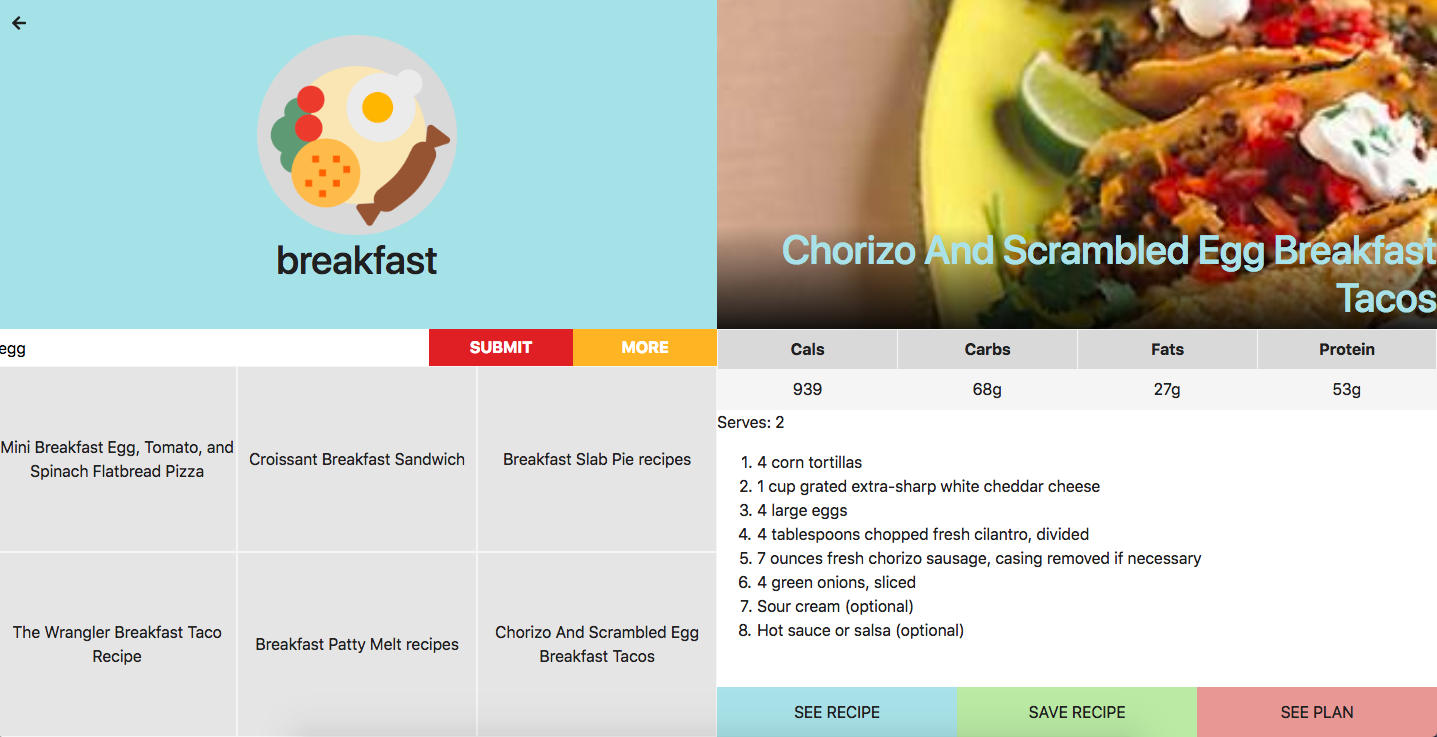 breakfast
egg
SUBMIT
MORE
Mini Breakfast Egg, Tomato, and
Spinach Flatbread Pizza
Croissant Breakfast Sandwich
Breakfast Slab Pie recipes
The Wrangler Breakfast Taco
Recipe
Breakfast Patty Melt recipes
Chorizo And Scrambled Egg
Breakfast Tacos
Chorizo And Scrambled Egg Breakfast
Tacos
Cals Carbs Fats Protein
939 68g 27g 53g
Serves: 2
1. 4 corn tortillas
2. 1 cup grated extra-sharp white cheddar cheese
3. 4 large eggs
4. 4 tablespoons chopped fresh cilantro, divided
5. 7 ounces fresh chorizo sausage, casing removed if necessary
6. 4 green onions, sliced
7. Sour cream (optional)
8. Hot sauce or salsa (optional)
SEE RECIPE
SAVE RECIPE
SEE PLAN